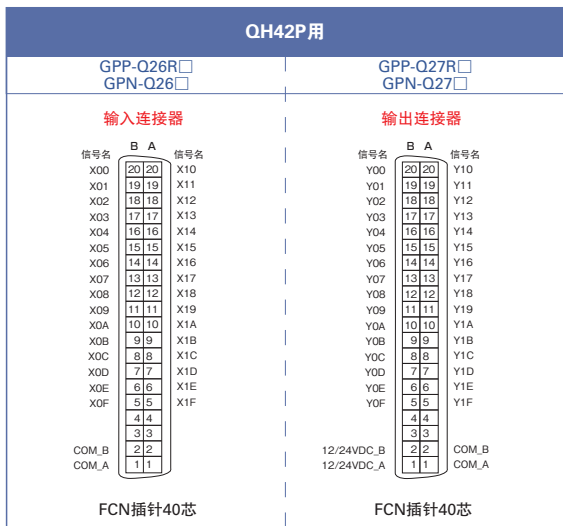 QH42P用
GPP-Q26R□ GPP-Q27R□
GPN-Q26□ GPN-Q27□
输入连接器 输出连接器
B A B A
信号名 信号名 信号名 信号名
X00 20 20 X10 Y00 20 20 Y10
X01 19 19 X11 Y01 19 19 Y11
X02 18 18 X12 Y02 18 18 Y12
X03 17 17 X13 Y03 17 17 Y13
X04 16 16 X14 Y04 16 16 Y14
X05 15 15 X15 Y05 15 15 Y15
X06 14 14 X16 Y06 14 14 Y16
X07 13 13 X17 Y07 13 13 Y17
X08 12 12 X18 Y08 12 12 Y18
X09 11 11 X19 Y09 11 11 Y19
X0A 10 10 X1A Y0A 10 10 Y1A
X0B 9 9 X1B Y0B 9 9 Y1B
X0C 8 8 X1C Y0C 8 8 Y1C
X0D 7 7 X1D Y0D 7 7 Y1D
X0E 6 6 X1E Y0E 6 6 Y1E
X0F 5 5 X1F Y0F 5 5 Y1F
4 4 4 4
3 3 3 3
COM_B 2 2 12/24VDC_B 2 2 COM_B
COM_A 1 1 12/24VDC_A 1 1 COM_A
FCN插针40芯 FCN插针40芯